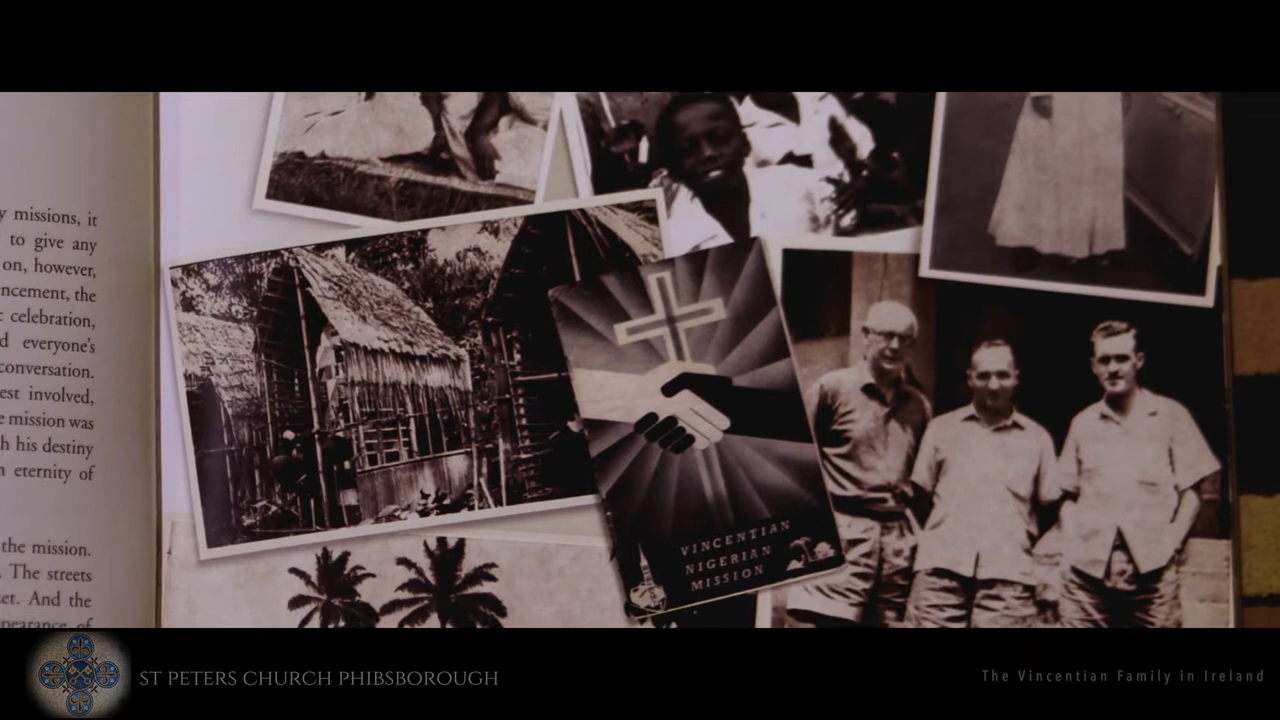 y missions, it
to give any
on, however,
ncement, the
celebration,
d everyone's
conversation.
est involved,
e mission was
h his destiny
n eternity of
the mission.
. The streets
et. And the
pearance of
VINCENTIAN
NIGERIAN
MISSION
ST PETERS CHURCH PHIBSBOROUGH
The Vincentian Family in Ireland